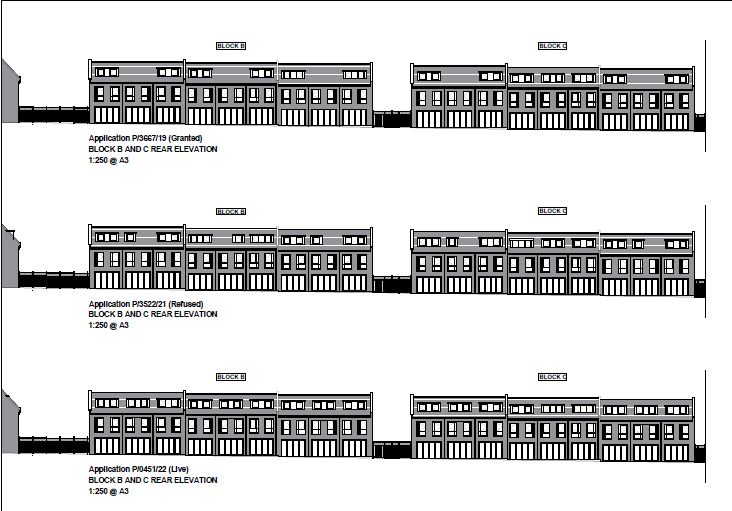 BLOCK B
BLOCK C
Application P/3667/19 (Granted)
BLOCK B AND C REAR ELEVATION
1:250 @ A3
BLOCK B
BLOCK C
Application P/3522/21 (Refused)
BLOCK B AND C REAR ELEVATION
1:250 @ A3
BLOCK B
BLOCK C
Application P/0451/22 (Live)
BLOCK B AND C REAR ELEVATION
1:250 @ A3